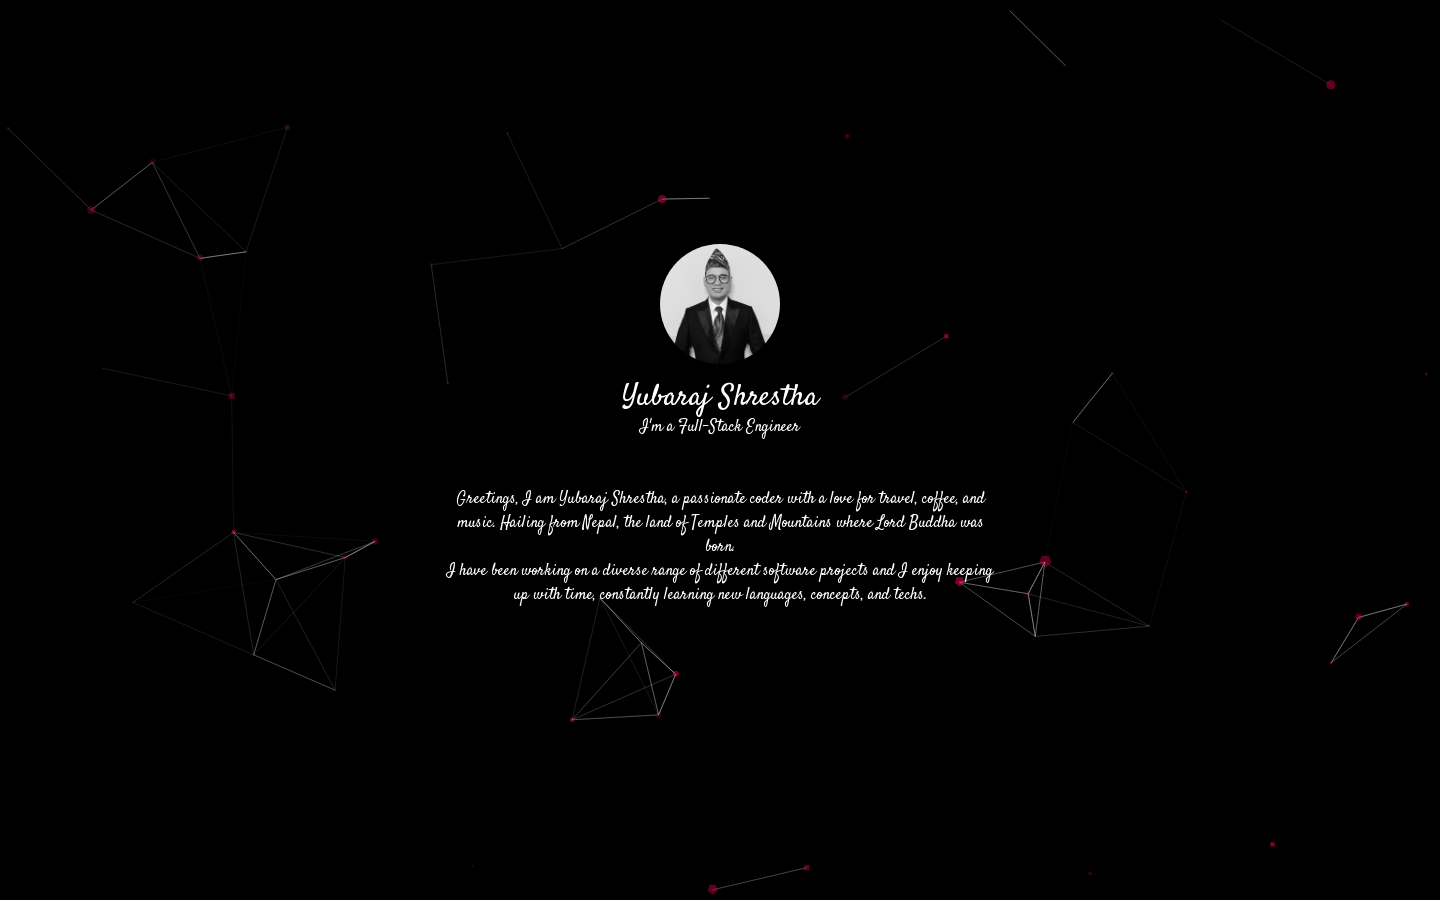 Yubaraj Shrestha
I'm a Full-Stack Engineer
Greetings, I am Yubaraj Shrestha, a passionate coder with a love for travel, coffee, and
music. Hailing from Nepal, the land of Temples and Mountains where Lord Buddha was
born.
I have been working on a diverse range of different software projects and I enjoy keeping
up with time, constantly learning new languages, concepts, and techs.